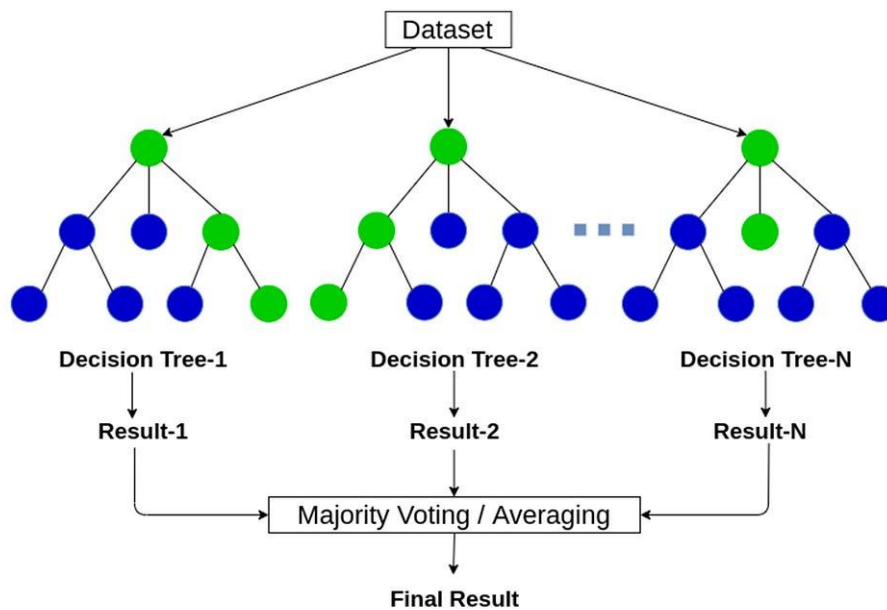 Dataset
Decision Tree-1
Decision Tree-2
Decision Tree-N
Result-1
Result-2
Result-N
Majority Voting / Averaging
Final Result